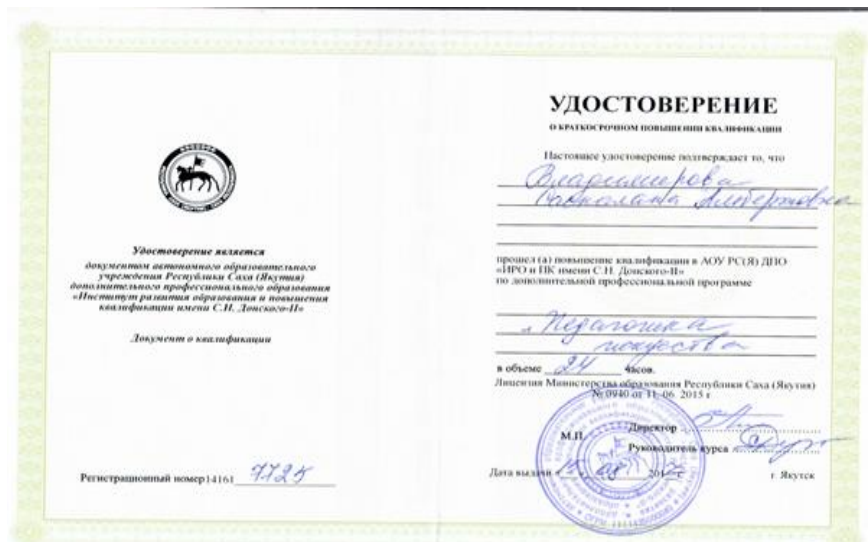 Удостоверение является
документом автономного образовательного
учреждения Республики Саха (Якутия)
дополнительного профессионального образования
«Институт развития образования и повышения
квалификации имени С.Н. Донского-II»
Документ о квалификации
Регистрационный номер 14161 7725
УДОСТОВЕРЕНИЕ
О КРАТКОСРОЧНОМ ПОВЫШЕНИИ КВАЛИФИКАЦИИ
Настоящее удостоверение подтверждает то, что
Владимирова
Альбертовна
прошел (а) повышение квалификации в АОУ РС(Я) ДПО
«ИРО и ПК имени С.Н. Донского-II»
по дополнительной профессиональной программе
„ Педагогика
искусства
в объеме 24 часов.
Лицензия Министерства образования Республики Саха (Якутия)
№ 0940 от 11. 06. 2015 г
М.П. Директор
Руководитель курса
Дата выдачи г. Якутск